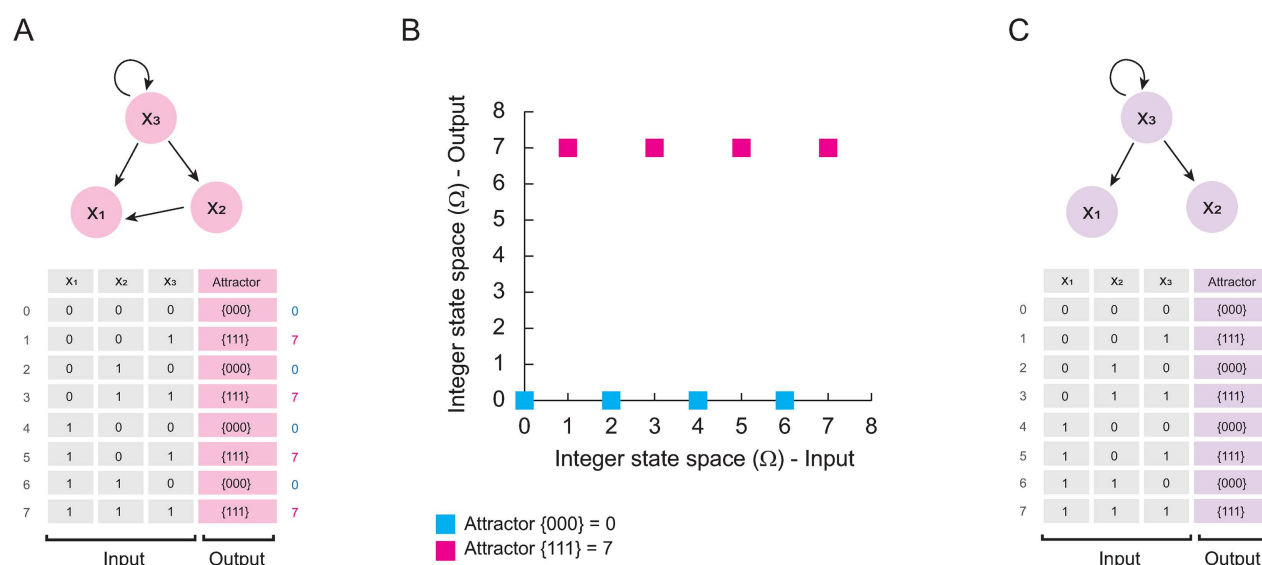 A
X₃
X₁
X₂
X₁ X₂ X₃ Attractor
0 0 0 0 {000} 0
1 0 0 1 {111} 7
2 0 1 0 {000} 0
3 0 1 1 {111} 7
4 1 0 0 {000} 0
5 1 0 1 {111} 7
6 1 1 0 {000} 0
7 1 1 1 {111} 7
Input Output
B
Integer state space (Ω) - Output
8
7
6
5
4
3
2
1
0
0 1 2 3 4 5 6 7 8
Integer state space (Ω) - Input
Attractor {000} = 0
Attractor {111} = 7
C
X₃
X₁
X₂
X₁ X₂ X₃ Attractor
0 0 0 0 {000}
1 0 0 1 {111}
2 0 1 0 {000}
3 0 1 1 {111}
4 1 0 0 {000}
5 1 0 1 {111}
6 1 1 0 {000}
7 1 1 1 {111}
Input Output